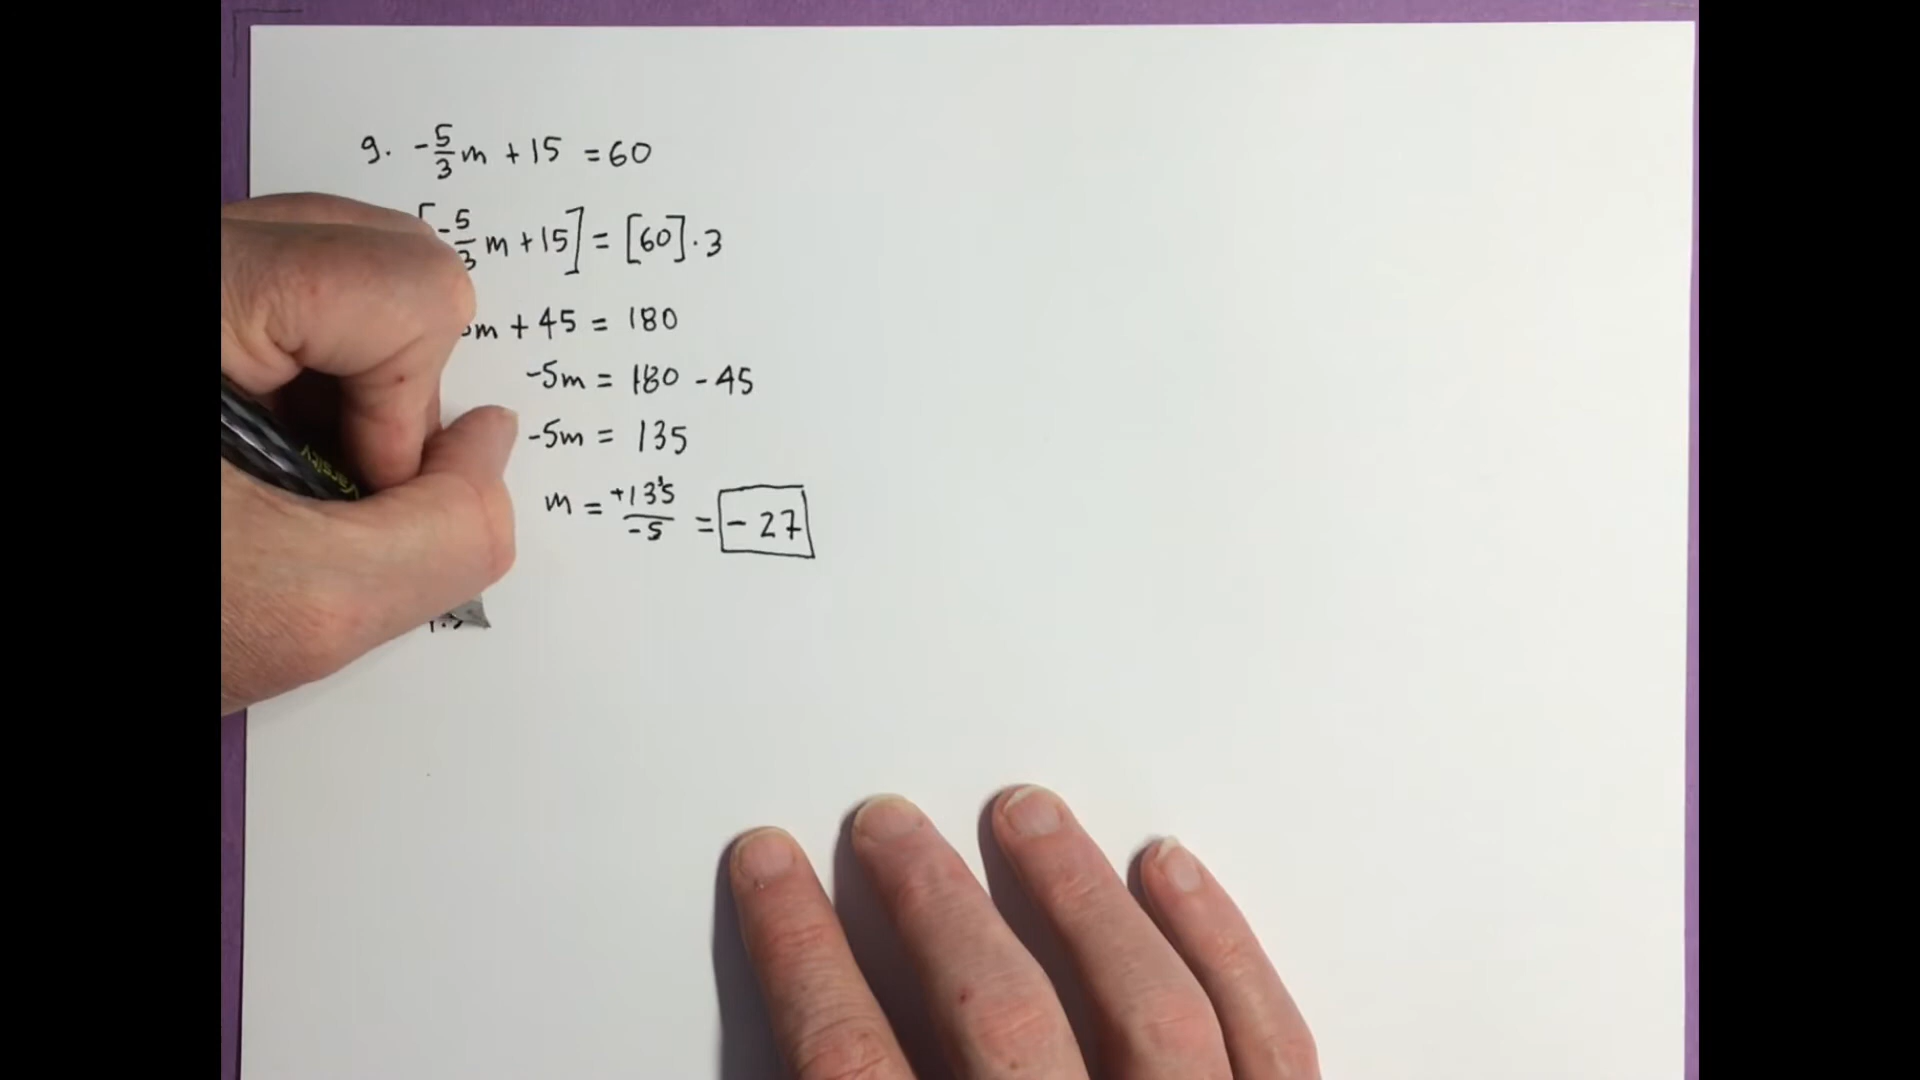 9. -5/3 m + 15 = 60
[-5/3 m + 15] = [60] · 3
m + 45 = 180
-5m = 180 - 45
-5m = 135
m = +135/-5 = -27
Varsity